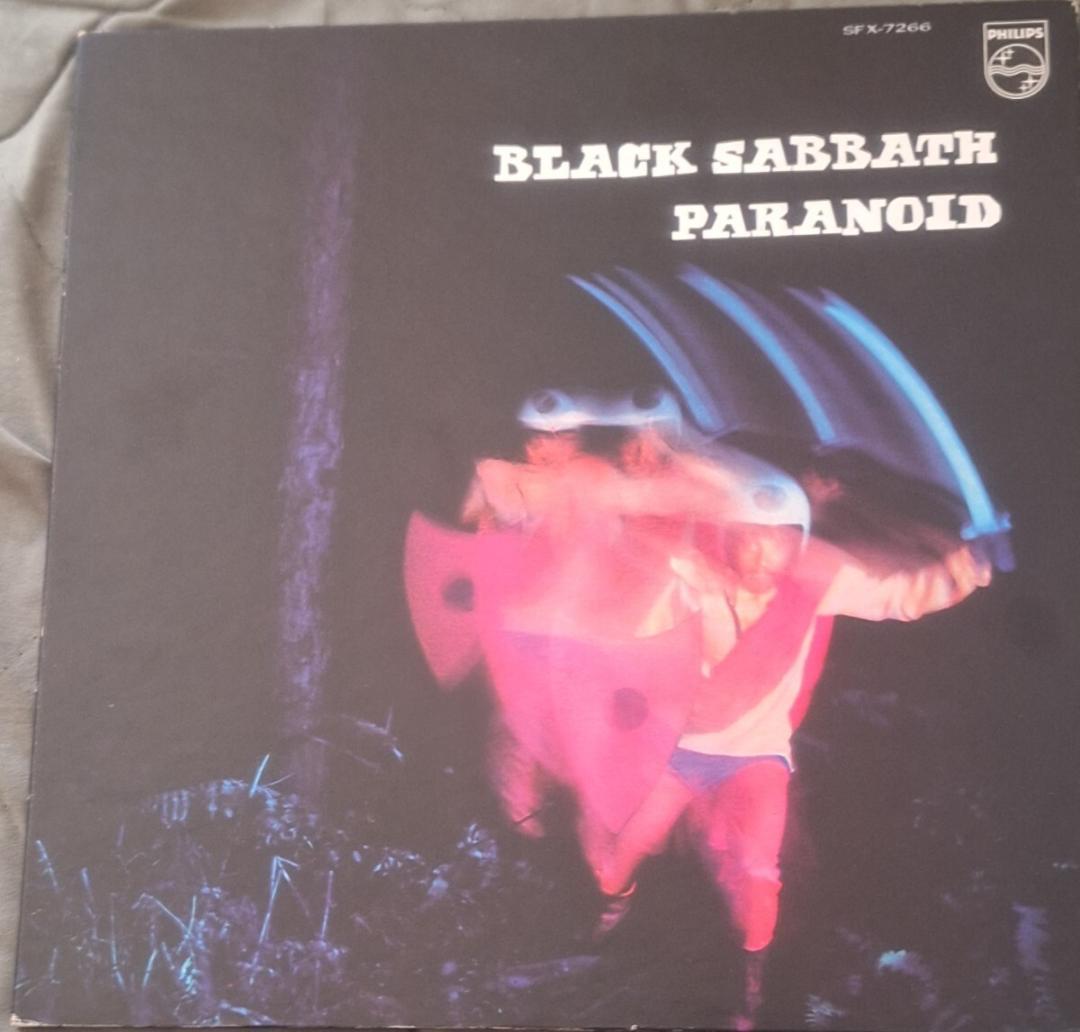 SFX-7266
PHILIPS
BLACK SABBATH
PARANOID